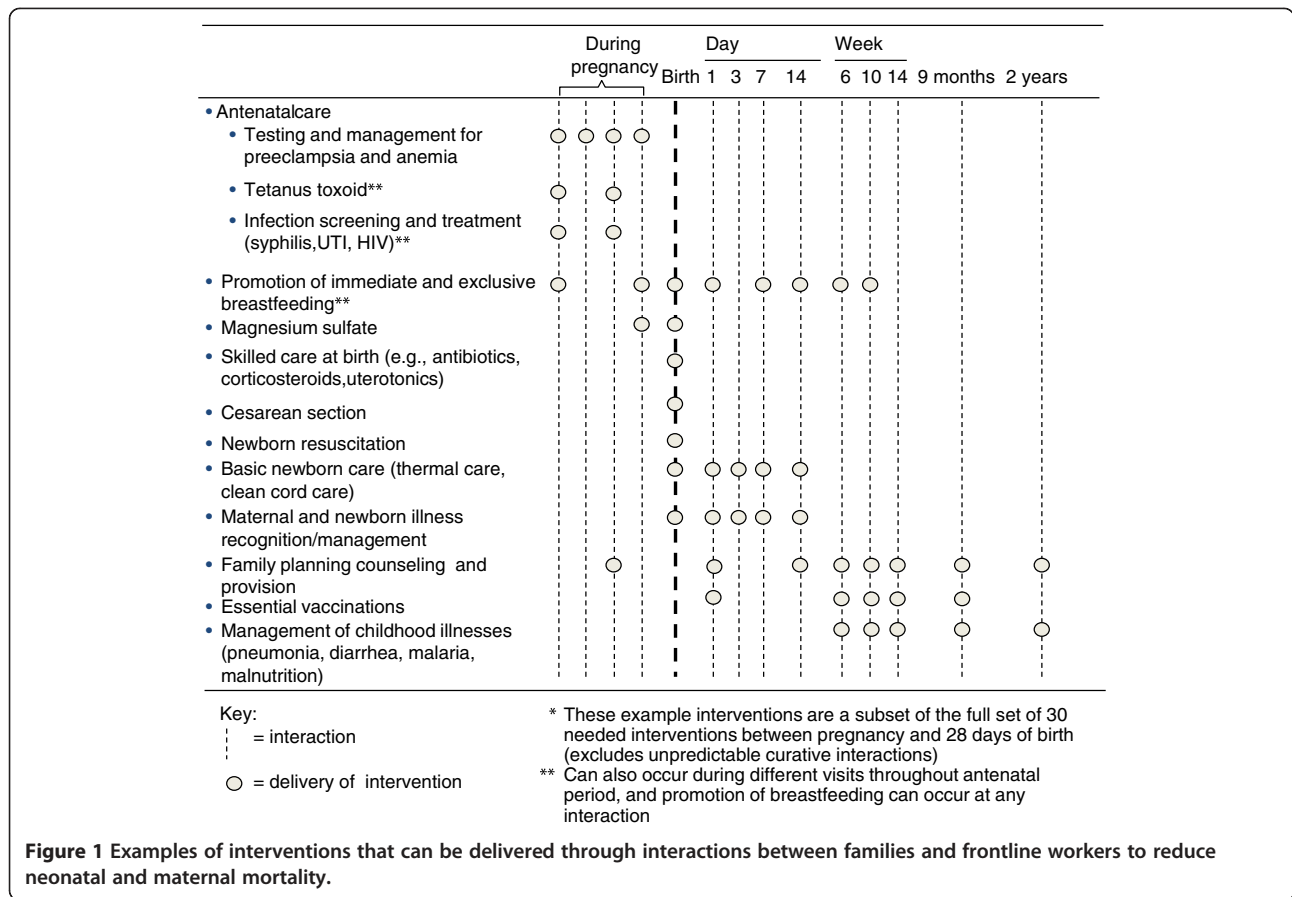 During
pregnancy
Day
Week
Birth 1 3 7 14 6 10 14 9 months 2 years
• Antenatalcare
• Testing and management for
preeclampsia and anemia
• Tetanus toxoid**
• Infection screening and treatment
(syphilis,UTI, HIV)**
• Promotion of immediate and exclusive
breastfeeding**
• Magnesium sulfate
• Skilled care at birth (e.g., antibiotics,
corticosteroids,uterotonics)
• Cesarean section
• Newborn resuscitation
• Basic newborn care (thermal care,
clean cord care)
• Maternal and newborn illness
recognition/management
• Family planning counseling and
provision
• Essential vaccinations
• Management of childhood illnesses
(pneumonia, diarrhea, malaria,
malnutrition)
Key:
= interaction
= delivery of intervention
* These example interventions are a subset of the full set of 30
needed interventions between pregnancy and 28 days of birth
(excludes unpredictable curative interactions)
** Can also occur during different visits throughout antenatal
period, and promotion of breastfeeding can occur at any
interaction
Figure 1 Examples of interventions that can be delivered through interactions between families and frontline workers to reduce
neonatal and maternal mortality.